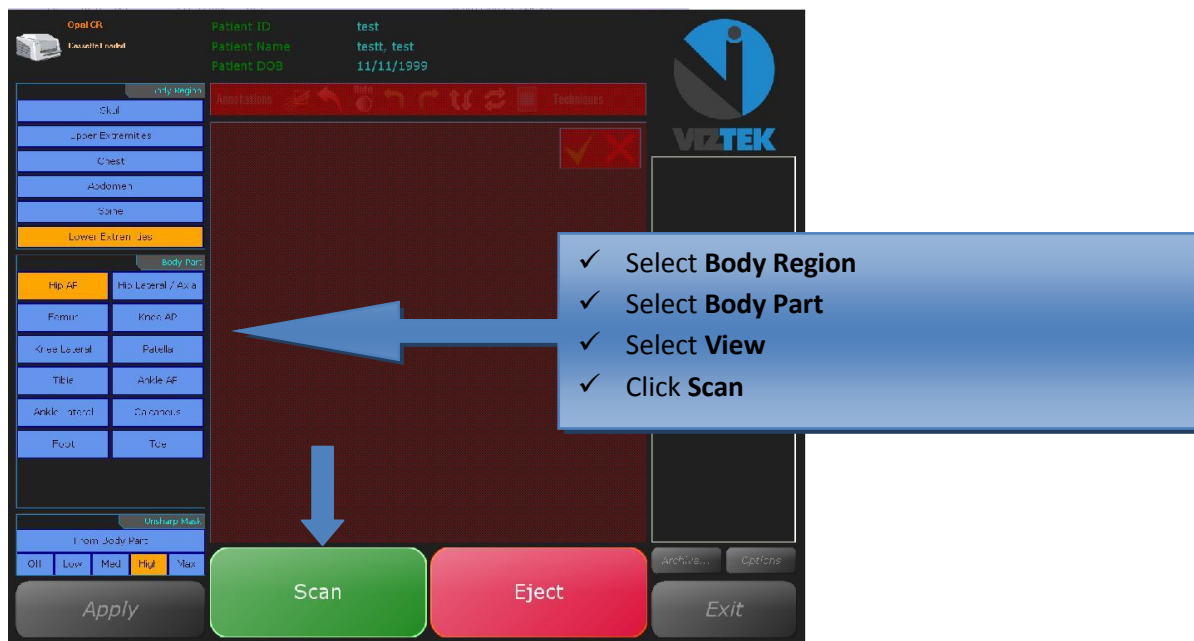 Opal CR
Cassette Loaded
Patient ID test
Patient Name testt, test
Patient DOB 11/11/1999
VIZTEK
Body Region
Skull
Upper Extremities
Chest
Abdomen
Spine
Lower Extremities
Annotations
Auto
Techniques
Body Part
Hip AP
Hip Lateral / Axial
Femur
Knee AP
Knee Lateral
Patella
Tibia
Ankle AP
Ankle Lateral
Calcaneus
Foot
Toe
✓ Select Body Region
✓ Select Body Part
✓ Select View
✓ Click Scan
Unsharp Mask
From Body Part
Off Low Med High Max
Apply
Scan
Eject
Archive... Options
Exit